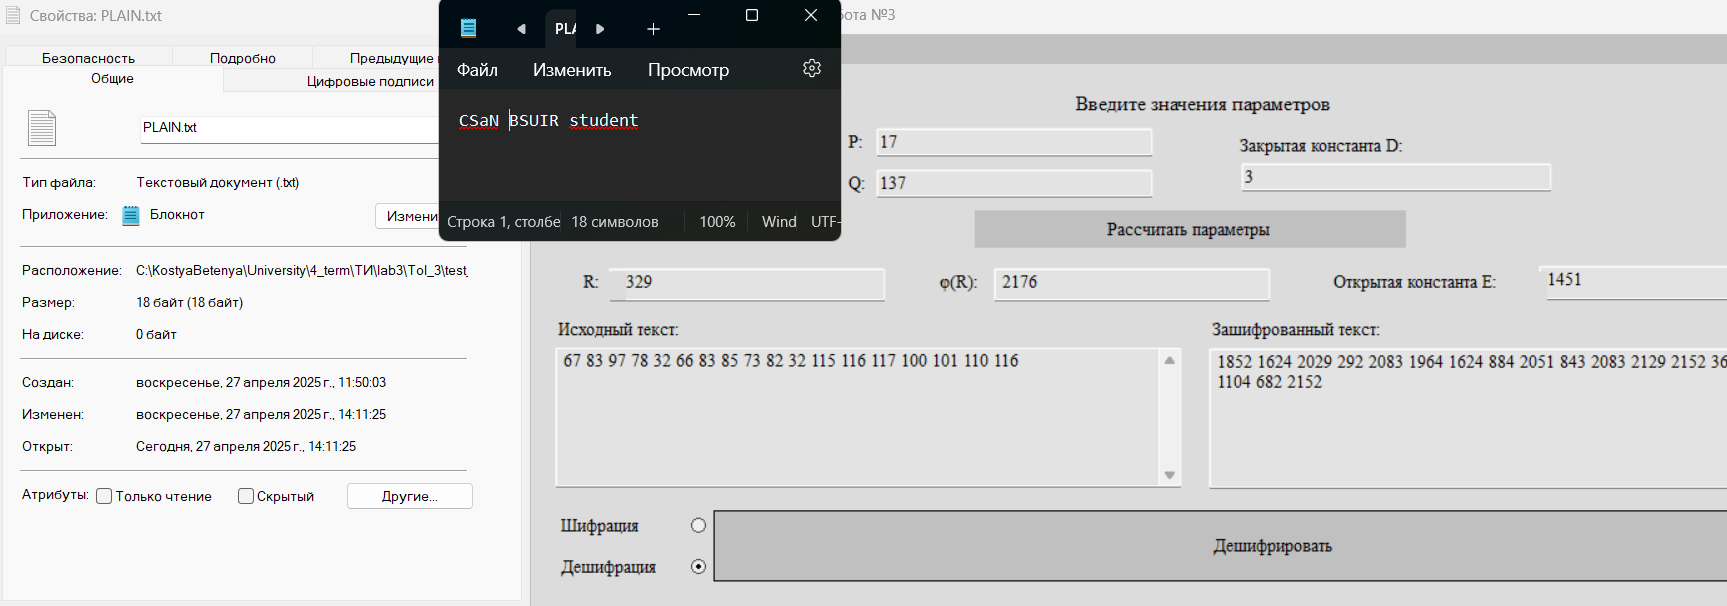 Свойства: PLAIN.txt
Безопасность
Подробно
Предыдущие
Общие
Цифровые подписи
PLAIN.txt
Тип файла:
Текстовый документ (.txt)
Приложение:
Блокнот
Расположение:
C:\KostyaBetenya\University\4_term\ТИ\lab3\ToI_3\test_
Размер:
18 байт (18 байт)
На диске:
0 байт
Создан:
воскресенье, 27 апреля 2025 г., 11:50:03
Изменен:
воскресенье, 27 апреля 2025 г., 14:11:25
Открыт:
Сегодня, 27 апреля 2025 г., 14:11:25
Атрибуты:
Только чтение
Скрытый
Другие...
Файл
Изменить
Просмотр
CSaN BSUIR student
Строка 1, столбе
18 символов
100%
Wind
UTF-
№3
Введите значения параметров
P:
17
Закрытая константа D:
3
Q:
137
Рассчитать параметры
R:
329
φ(R):
2176
Открытая константа E:
1451
Исходный текст:
67 83 97 78 32 66 83 85 73 82 32 115 116 117 100 101 110 116
Зашифрованный текст:
1852 1624 2029 292 2083 1964 1624 884 2051 843 2083 2129 2152 36
1104 682 2152
Шифрация
Дешифрация
Дешифрировать